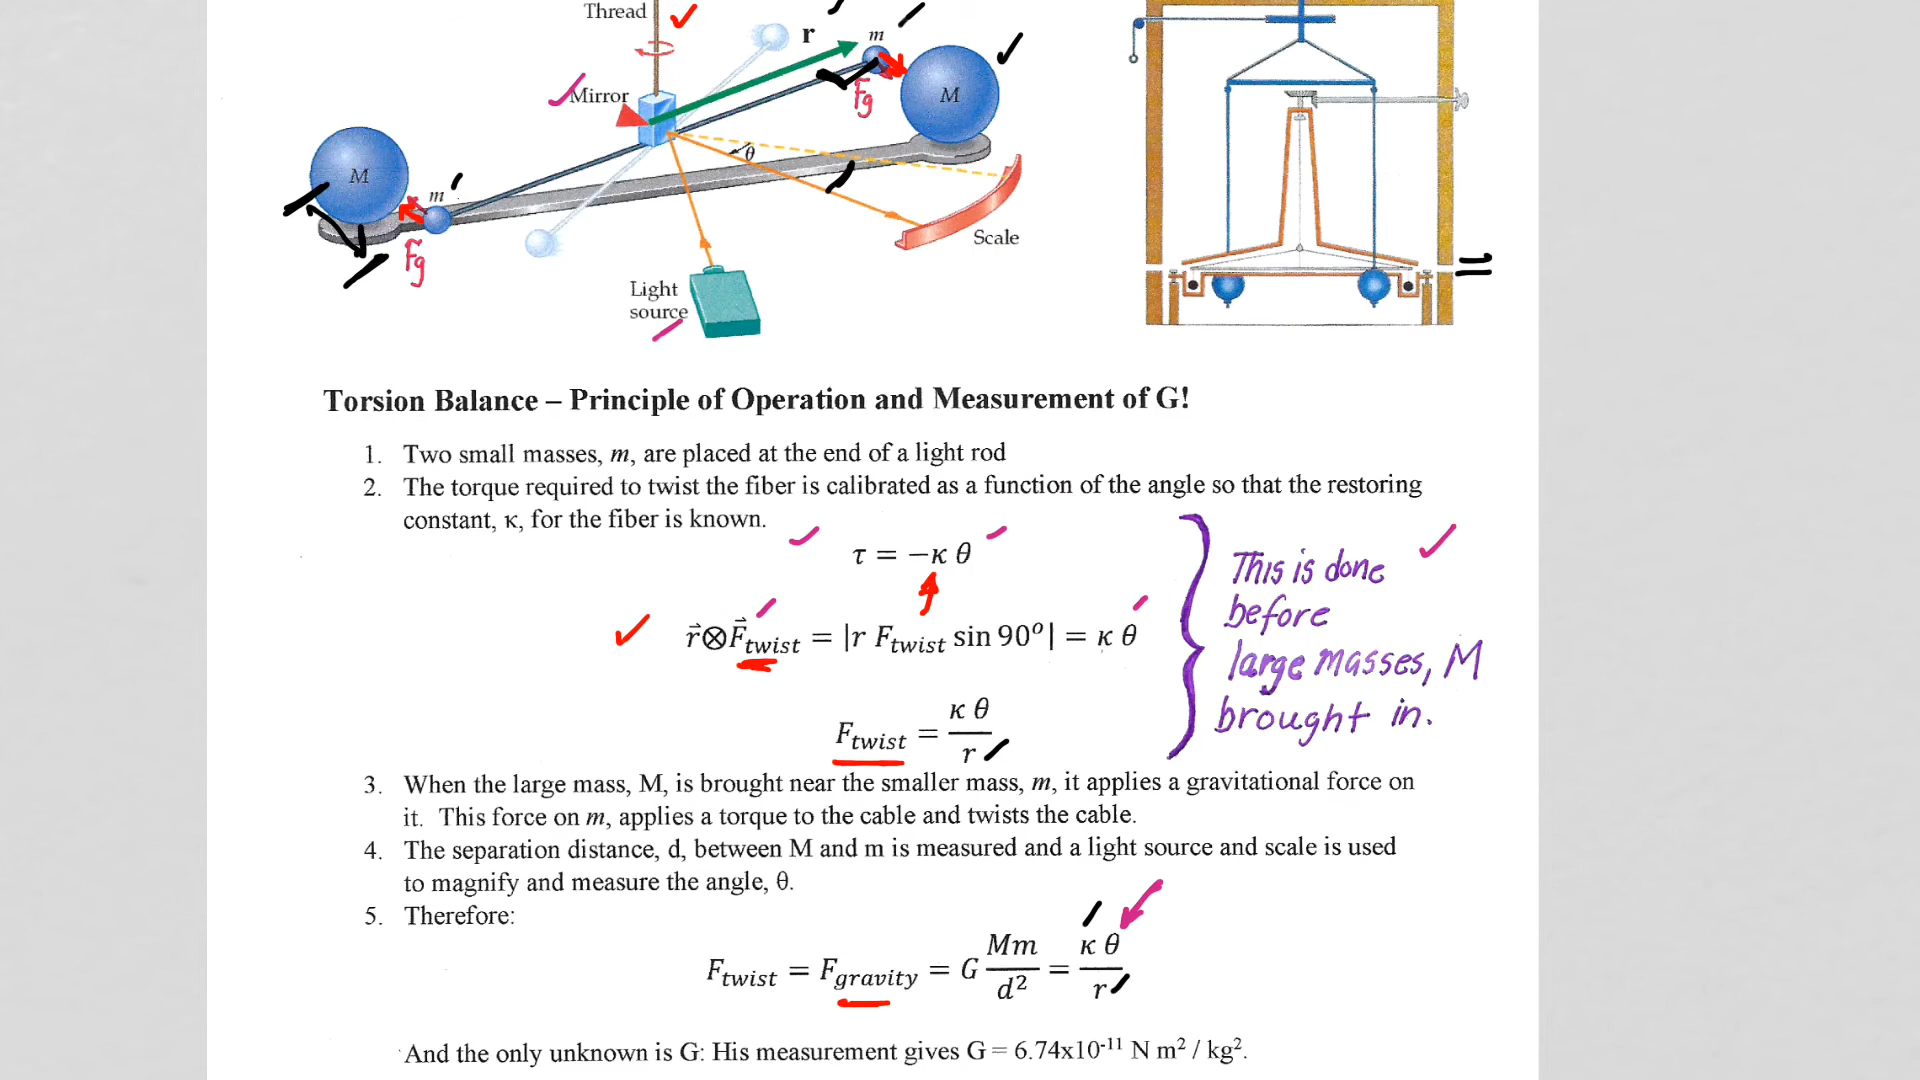 Thread
r
m
Mirror
Fg
M
θ
M
m
Scale
Fg
Light
source
Torsion Balance – Principle of Operation and Measurement of G!
1. Two small masses, m, are placed at the end of a light rod
2. The torque required to twist the fiber is calibrated as a function of the angle so that the restoring
constant, κ, for the fiber is known.
τ = −κ θ
r⃗⊗F⃗twist = |r Ftwist sin 90º| = κ θ
Ftwist = κ θ / r
This is done
before
large masses, M
brought in.
3. When the large mass, M, is brought near the smaller mass, m, it applies a gravitational force on
it. This force on m, applies a torque to the cable and twists the cable.
4. The separation distance, d, between M and m is measured and a light source and scale is used
to magnify and measure the angle, θ.
5. Therefore:
Ftwist = Fgravity = G Mm / d² = κ θ / r
And the only unknown is G: His measurement gives G = 6.74x10⁻¹¹ N m² / kg².